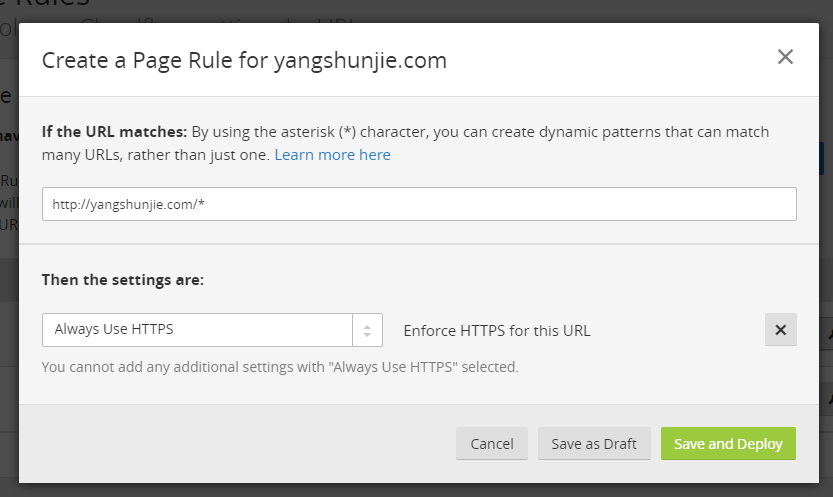 Create a Page Rule for yangshunjie.com
If the URL matches: By using the asterisk (*) character, you can create dynamic patterns that can match
many URLs, rather than just one. Learn more here
http://yangshunjie.com/*
Then the settings are:
Always Use HTTPS
Enforce HTTPS for this URL
You cannot add any additional settings with "Always Use HTTPS" selected.
Cancel
Save as Draft
Save and Deploy